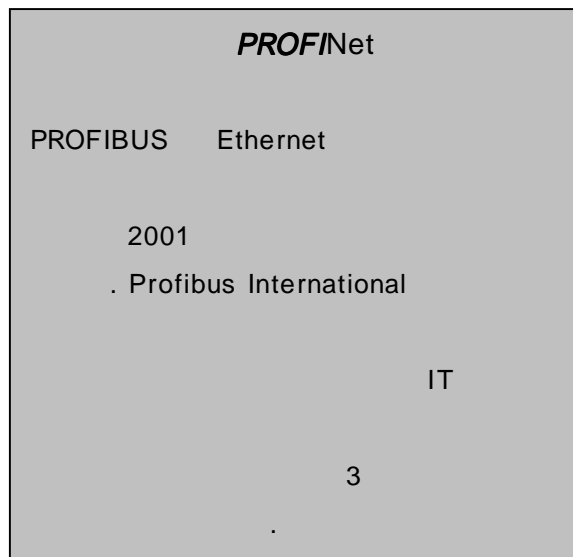 PROFINet
PROFIBUS Ethernet
2001
. Profibus International
IT
3
.